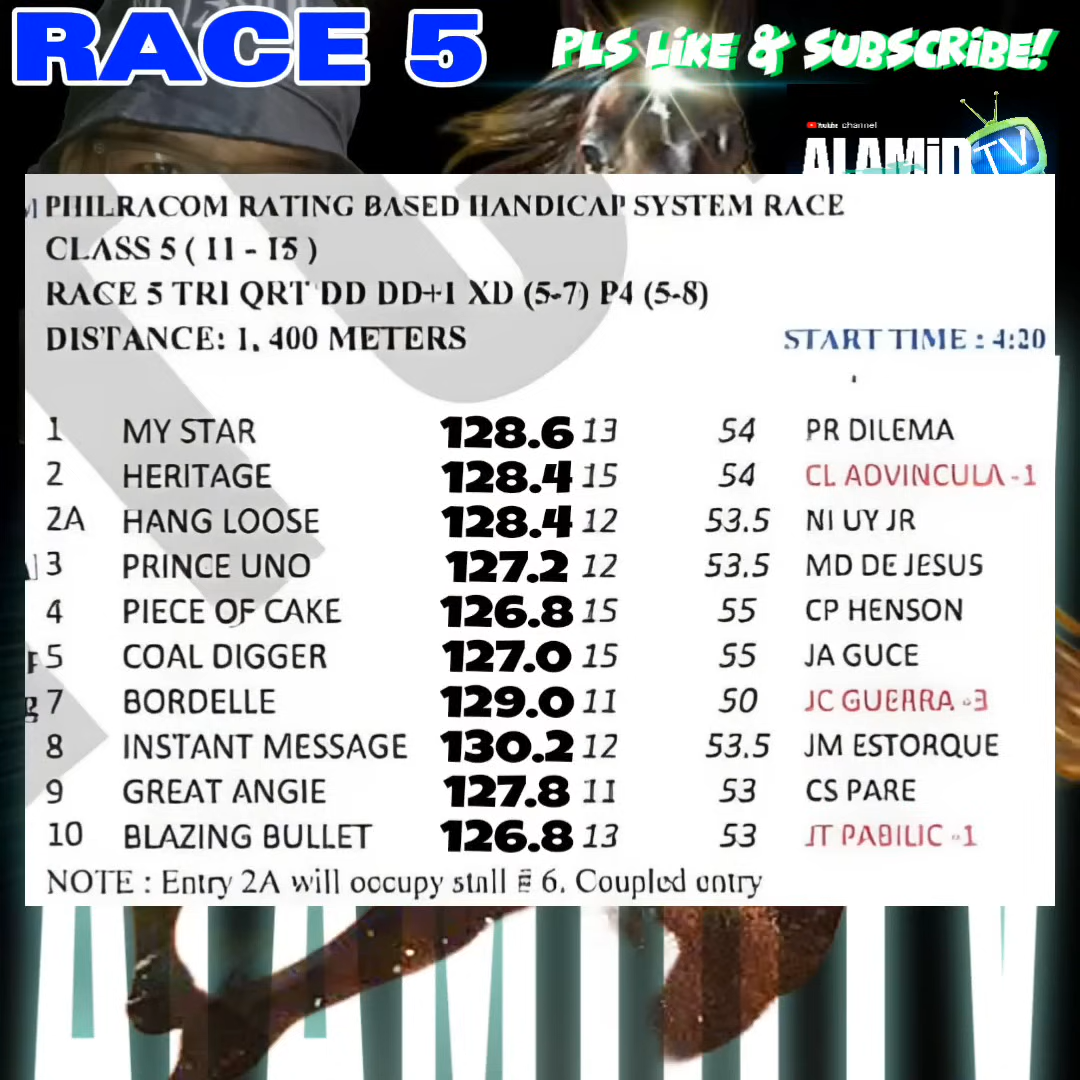 RACE 5
PLS LiKE & SUBSCRiBE!
YouTube channel
ALAMiD TV
PHILRACOM RATING BASED HANDICAP SYSTEM RACE
CLASS 5 ( 11 - 15 )
RACE 5 TRI QRT DD DD+1 XD (5-7) P4 (5-8)
DISTANCE: 1, 400 METERS START TIME : 4:20
1 MY STAR 128.6 13 54 PR DILEMA
2 HERITAGE 128.4 15 54 CL ADVINCULA -1
2A HANG LOOSE 128.4 12 53.5 NI UY JR
3 PRINCE UNO 127.2 12 53.5 MD DE JESUS
4 PIECE OF CAKE 126.8 15 55 CP HENSON
5 COAL DIGGER 127.0 15 55 JA GUCE
7 BORDELLE 129.0 11 50 JC GUERRA -3
8 INSTANT MESSAGE 130.2 12 53.5 JM ESTORQUE
9 GREAT ANGIE 127.8 11 53 CS PARE
10 BLAZING BULLET 126.8 13 53 JT PABILIC -1
NOTE : Entry 2A will occupy stall # 6. Coupled entry